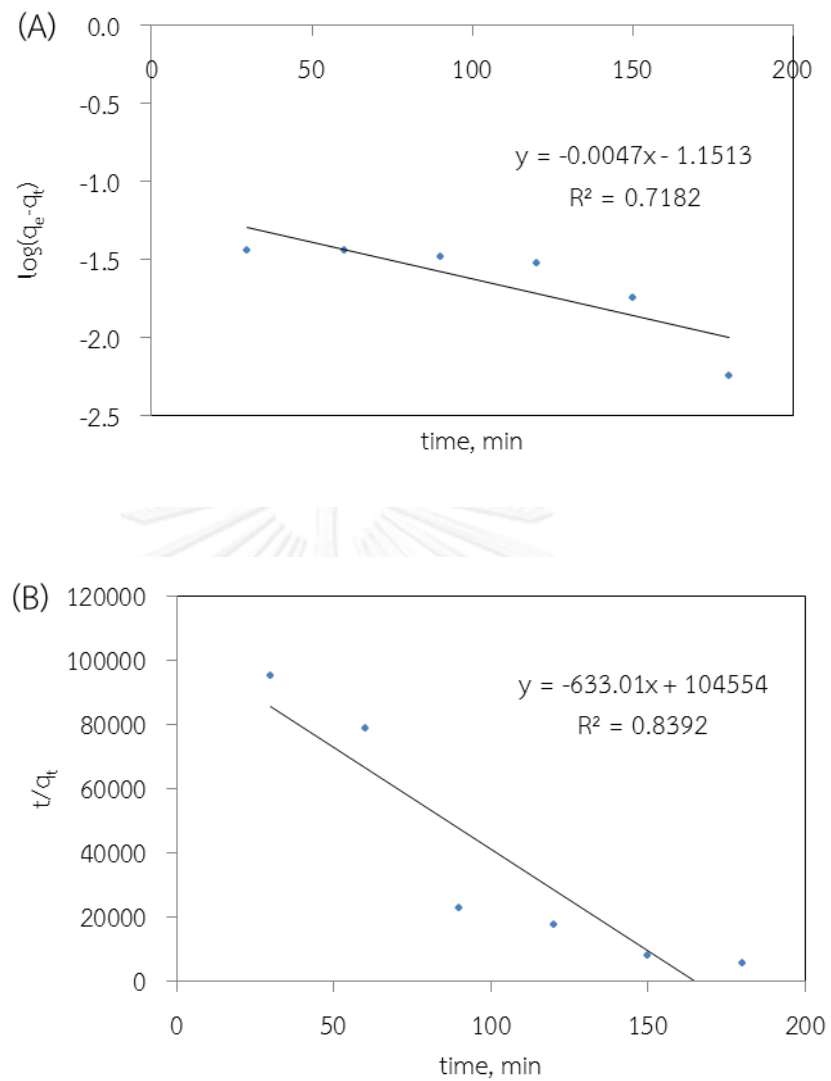 (A)
0.0
0 50 100 150 200
-0.5
-1.0
-1.5
-2.0
-2.5
log(qe-qt)
y = -0.0047x - 1.1513
R² = 0.7182
time, min
(B)
120000
100000
80000
60000
40000
20000
0
t/qt
y = -633.01x + 104554
R² = 0.8392
0 50 100 150 200
time, min